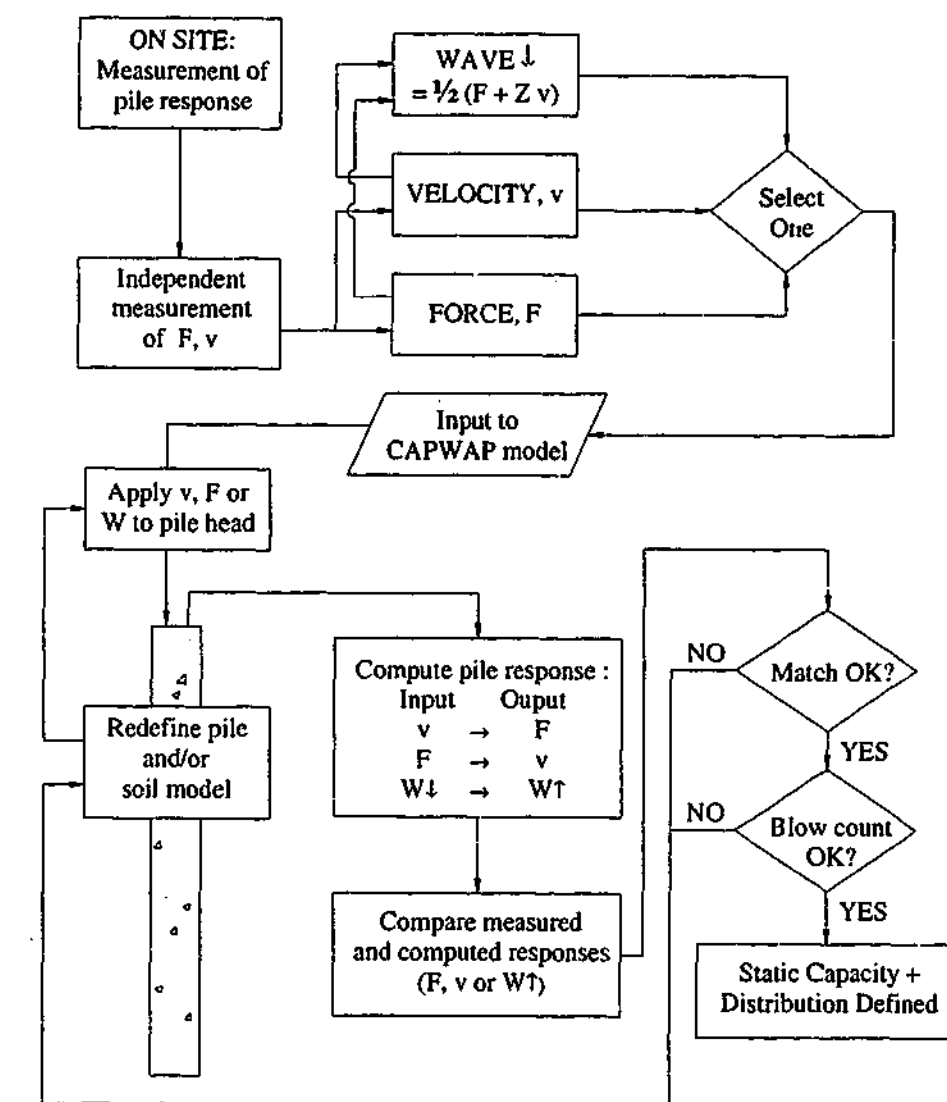 ON SITE:
Measurement of
pile response
WAVE ↓
= ½ (F + Z v)
VELOCITY, v
Select
One
Independent
measurement
of F, v
FORCE, F
Input to
CAPWAP model
Apply v, F or
W to pile head
Compute pile response :
Input Ouput
v → F
F → v
W↓ → W↑
NO
Match OK?
YES
Redefine pile
and/or
soil model
NO
Blow count
OK?
YES
Compare measured
and computed responses
(F, v or W↑)
Static Capacity +
Distribution Defined